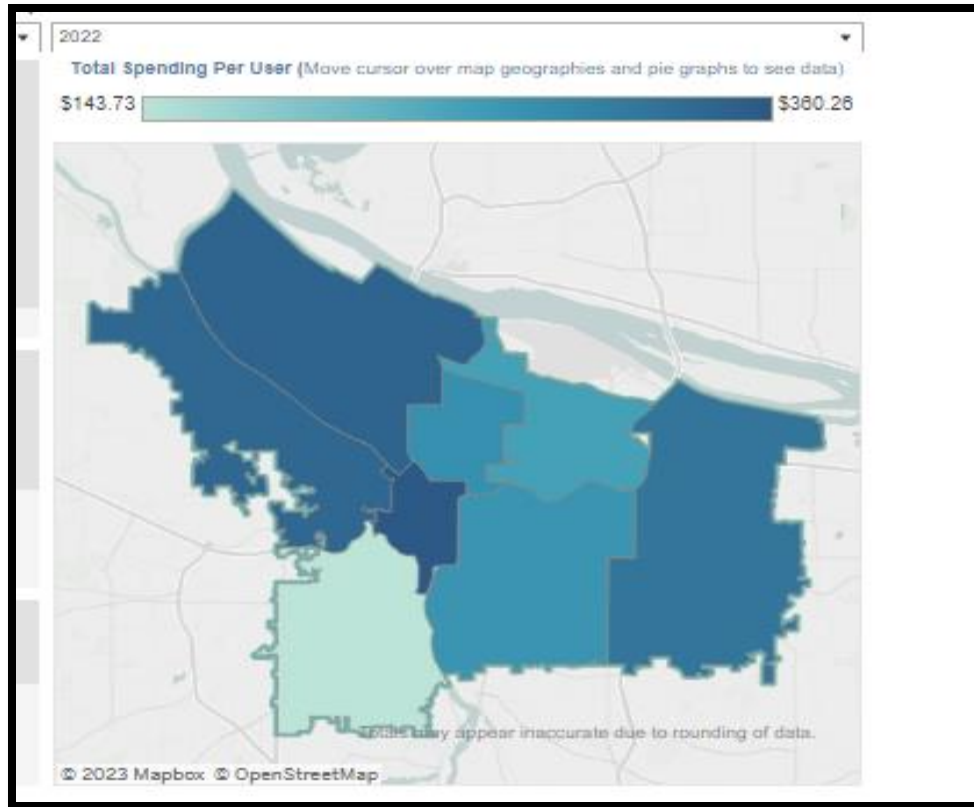 2022
Total Spending Per User (Move cursor over map geographies and pie graphs to see data)
$143.73
$360.26
Totals may appear inaccurate due to rounding of data.
© 2023 Mapbox © OpenStreetMap